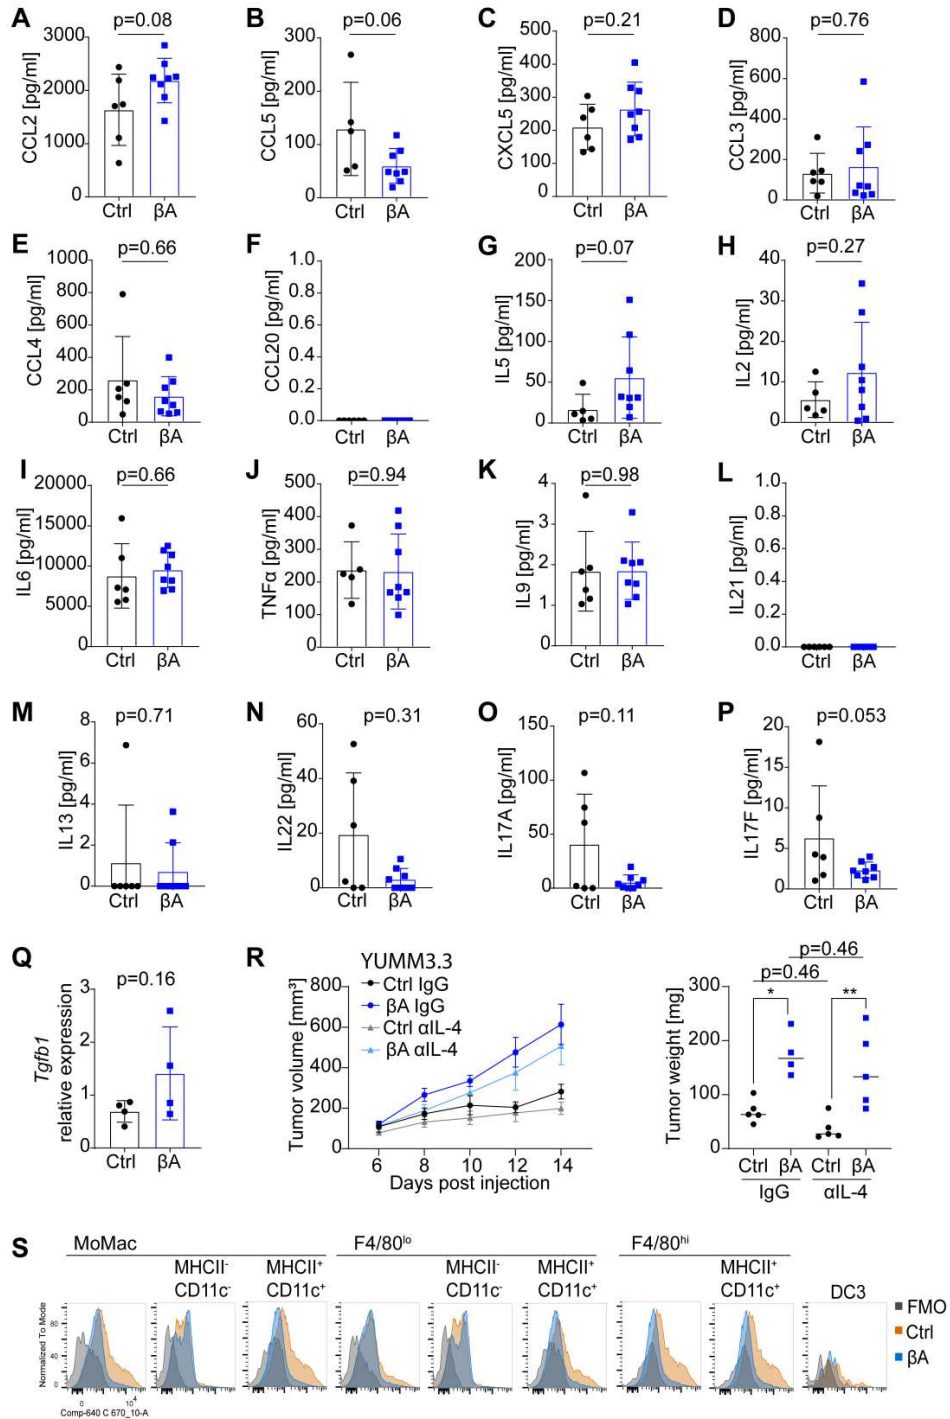 A
p=0.08
CCL2 [pg/ml]
3000
2000
1000
0
Ctrl βA
B
p=0.06
CCL5 [pg/ml]
300
200
100
0
Ctrl βA
C
p=0.21
CXCL5 [pg/ml]
500
400
300
200
100
0
Ctrl βA
D
p=0.76
CCL3 [pg/ml]
800
600
400
200
0
Ctrl βA
E
p=0.66
CCL4 [pg/ml]
1000
800
600
400
200
0
Ctrl βA
F
CCL20 [pg/ml]
1.0
0.8
0.6
0.4
0.2
0.0
Ctrl βA
G
p=0.07
IL5 [pg/ml]
150
100
50
0
Ctrl βA
H
p=0.27
IL2 [pg/ml]
40
30
20
10
0
Ctrl βA
I
p=0.66
IL6 [pg/ml]
20000
15000
10000
5000
0
Ctrl βA
J
p=0.94
TNFα [pg/ml]
500
400
300
200
100
0
Ctrl βA
K
p=0.98
IL9 [pg/ml]
4
3
2
1
0
Ctrl βA
L
IL21 [pg/ml]
1.0
0.8
0.6
0.4
0.2
0.0
Ctrl βA
M
p=0.71
IL13 [pg/ml]
8
6
4
2
0
Ctrl βA
N
p=0.31
IL22 [pg/ml]
60
40
20
0
Ctrl βA
O
p=0.11
IL17A [pg/ml]
150
100
50
0
Ctrl βA
P
p=0.053
IL17F [pg/ml]
20
15
10
5
0
Ctrl βA
Q
p=0.16
Tgfb1
relative expression
3
2
1
0
Ctrl βA
R
YUMM3.3
Ctrl IgG
βA IgG
Ctrl αIL-4
βA αIL-4
Tumor volume [mm³]
800
600
400
200
0
6 8 10 12 14
Days post injection
p=0.46
p=0.46
* **
Tumor weight [mg]
300
200
100
0
Ctrl βA Ctrl βA
IgG αIL-4
S
MoMac F4/80lo F4/80hi
MHCII- MHCII+ MHCII- MHCII+ MHCII+
CD11c- CD11c+ CD11c- CD11c+ CD11c+ DC3
Normalized To Mode
80
60
40
20
0
0 10⁴
Comp-640 C 670_10-A
FMO
Ctrl
βA